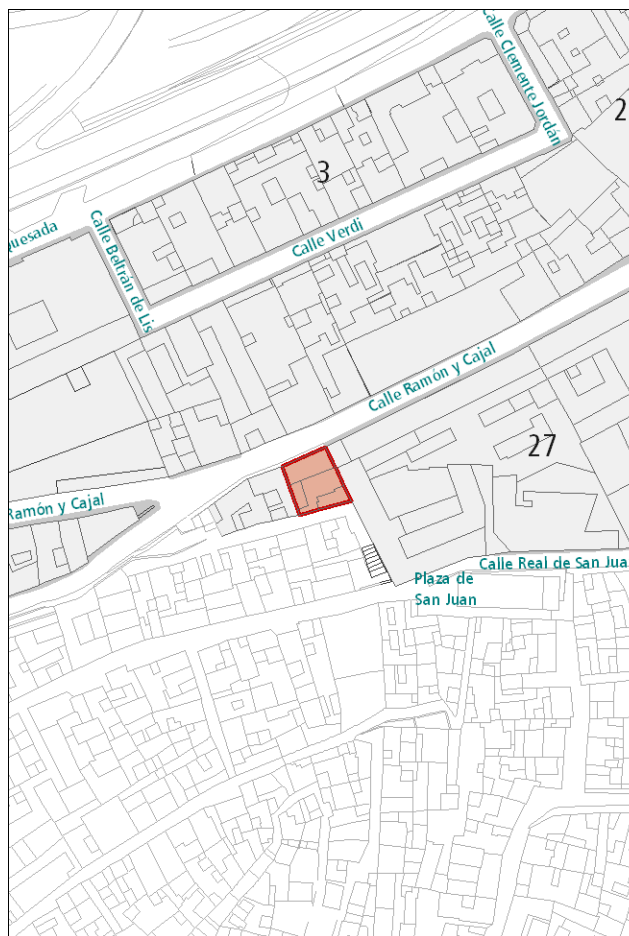 Calle Clemente Jordán
2
3
Quesada
Calle Beltrán de Lis
Calle Verdi
Calle Ramón y Cajal
27
Ramón y Cajal
Calle Real de San Jua
Plaza de
San Juan